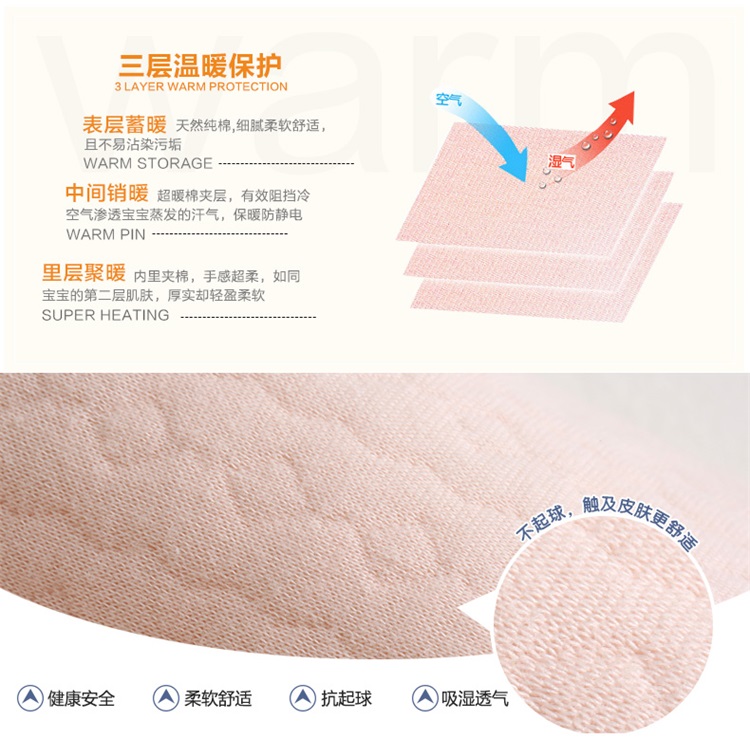 warm
三层温暖保护
3 LAYER WARM PROTECTION
表层蓄暖 天然纯棉,细腻柔软舒适，
且不易沾染污垢
WARM STORAGE
中间销暖 超暖棉夹层，有效阻挡冷
空气渗透宝宝蒸发的汗气，保暖防静电
WARM PIN
里层聚暖 内里夹棉，手感超柔，如同
宝宝的第二层肌肤，厚实却轻盈柔软
SUPER HEATING
空气
湿气
不起球，触及皮肤更舒适
健康安全
柔软舒适
抗起球
吸湿透气